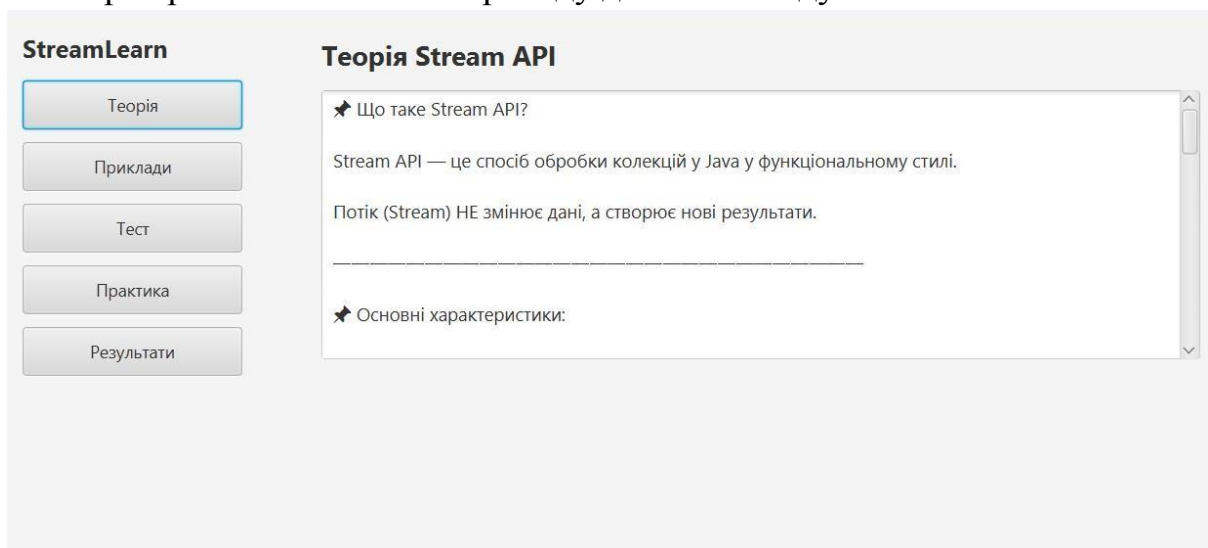 StreamLearn
Теорія
Приклади
Тест
Практика
Результати
Теорія Stream API
📌 Що таке Stream API?
Stream API — це спосіб обробки колекцій у Java у функціональному стилі.
Потік (Stream) НЕ змінює дані, а створює нові результати.
📌 Основні характеристики: